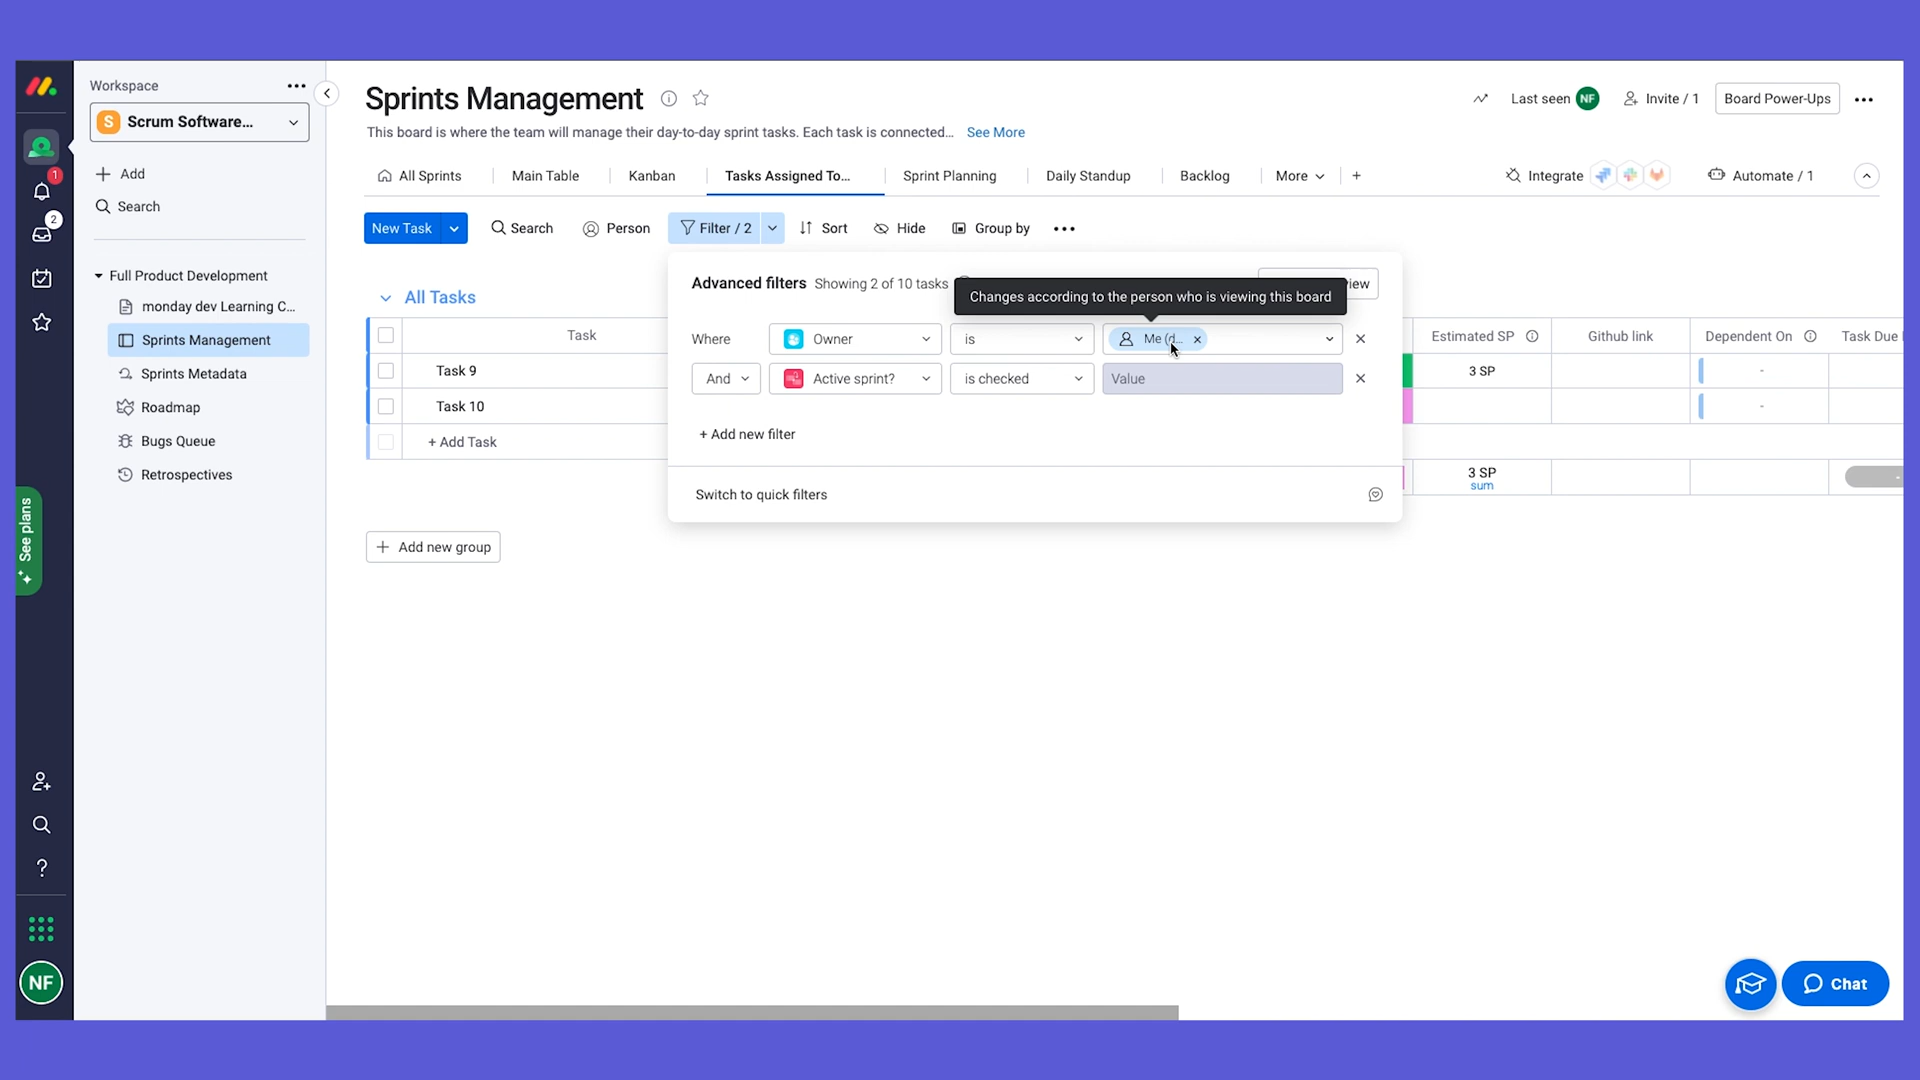 Workspace
S Scrum Software...
Add
Search
Full Product Development
monday dev Learning C...
Sprints Management
Sprints Metadata
Roadmap
Bugs Queue
Retrospectives
1
2
See plans
NF
Sprints Management
This board is where the team will manage their day-to-day sprint tasks. Each task is connected... See More
Last seen NF Invite / 1 Board Power-Ups
All Sprints Main Table Kanban Tasks Assigned To... Sprint Planning Daily Standup Backlog More + Integrate Automate / 1
New Task Search Person Filter / 2 Sort Hide Group by
Advanced filters Showing 2 of 10 tasks
Changes according to the person who is viewing this board
Where Owner is Me (d...
And Active sprint? is checked Value
+ Add new filter
Switch to quick filters
All Tasks
Task Estimated SP Github link Dependent On Task Due
Task 9 3 SP -
Task 10 -
+ Add Task
3 SP
sum
-
+ Add new group
Chat